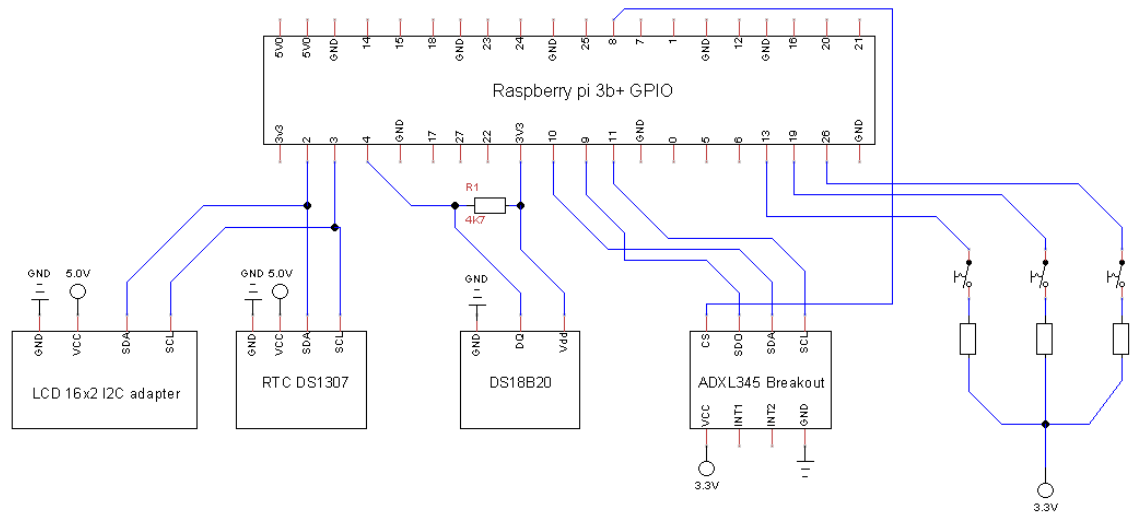 5V0 5V0 GND 14 15 18 GND 23 24 GND 25 8 7 1 GND 12 GND 16 20 21
Raspberry pi 3b+ GPIO
3v3 2 3 4 GND 17 27 22 3V3 10 9 11 GND 0 5 6 13 19 26 GND
R1
4K7
GND 5.0V
GND VCC SDA SCL
LCD 16x2 I2C adapter
GND 5.0V
GND VCC SDA SCL
RTC DS1307
GND
GND DQ Vdd
DS18B20
CS SDO SDA SCL
ADXL345 Breakout
VCC INT1 INT2 GND
3.3V
3.3V